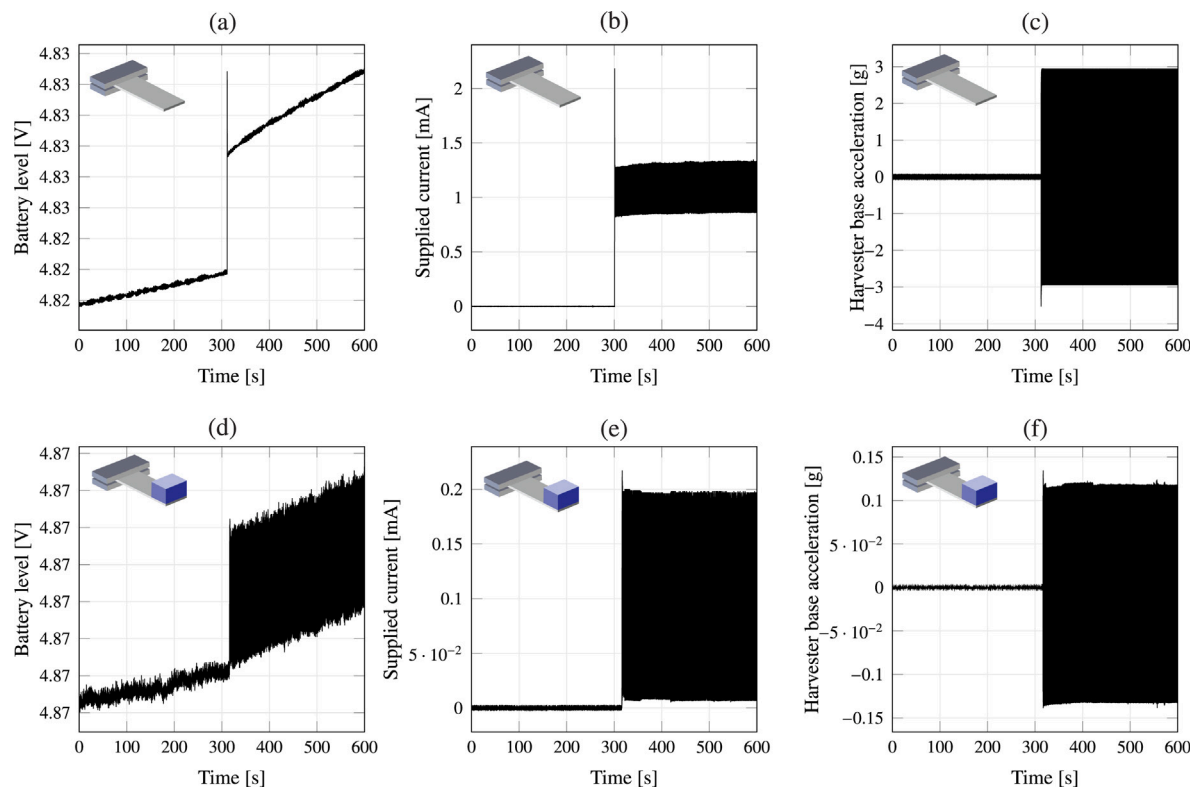 (a)
4.83
4.83
4.83
4.83
4.83
4.83
4.82
4.82
4.82
Battery level [V]
0 100 200 300 400 500 600
Time [s]
(b)
2
1.5
1
0.5
0
Supplied current [mA]
0 100 200 300 400 500 600
Time [s]
(c)
3
2
1
0
−1
−2
−3
−4
Harvester base acceleration [g]
0 100 200 300 400 500 600
Time [s]
(d)
4.87
4.87
4.87
4.87
4.87
4.87
4.87
4.87
Battery level [V]
0 100 200 300 400 500 600
Time [s]
(e)
0.2
0.15
0.1
5 · 10⁻²
0
Supplied current [mA]
0 100 200 300 400 500 600
Time [s]
(f)
0.15
0.1
5 · 10⁻²
0
−5 · 10⁻²
−0.1
−0.15
Harvester base acceleration [g]
0 100 200 300 400 500 600
Time [s]